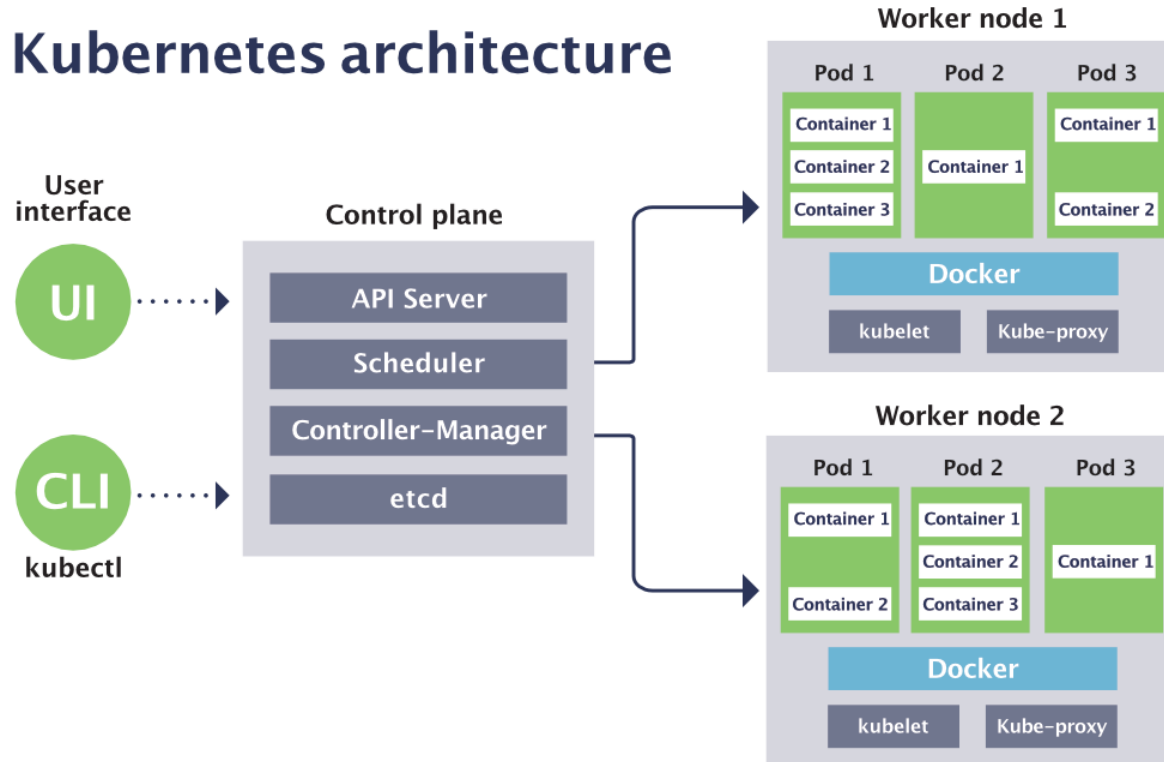 Kubernetes architecture
User
interface
UI
CLI
kubectl
Control plane
API Server
Scheduler
Controller-Manager
etcd
Worker node 1
Pod 1
Container 1
Container 2
Container 3
Pod 2
Container 1
Pod 3
Container 1
Container 2
Docker
kubelet
Kube-proxy
Worker node 2
Pod 1
Container 1
Container 2
Pod 2
Container 1
Container 2
Container 3
Pod 3
Container 1
Docker
kubelet
Kube-proxy